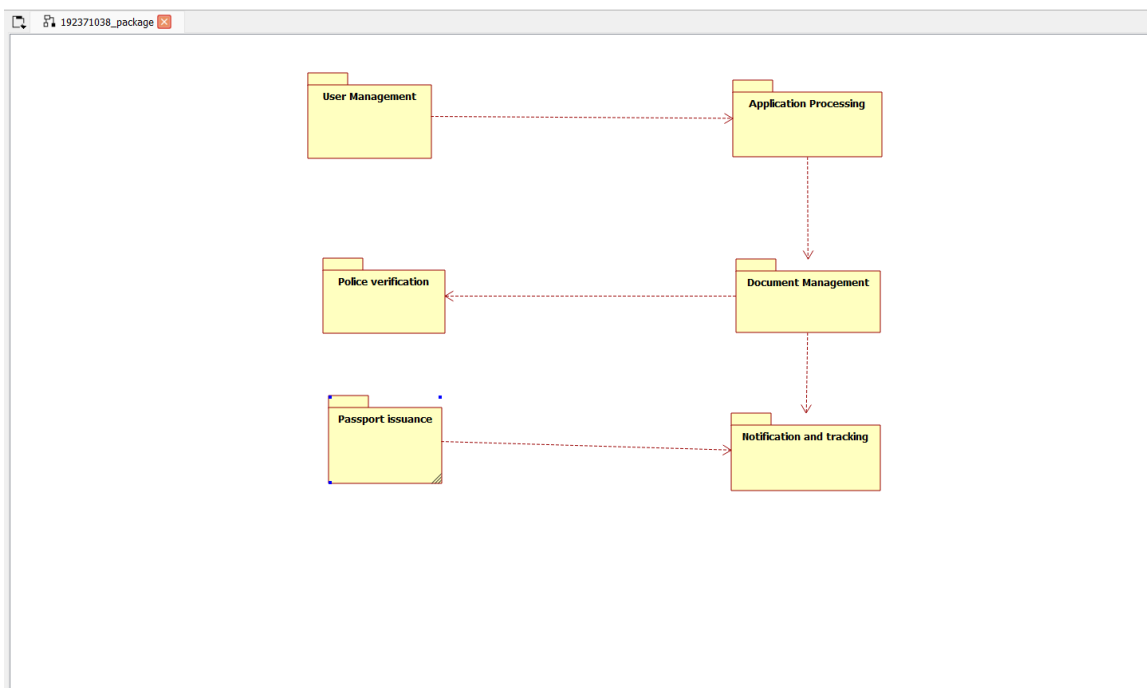 192371038_package
User Management
Application Processing
Police verification
Document Management
Passport issuance
Notification and tracking